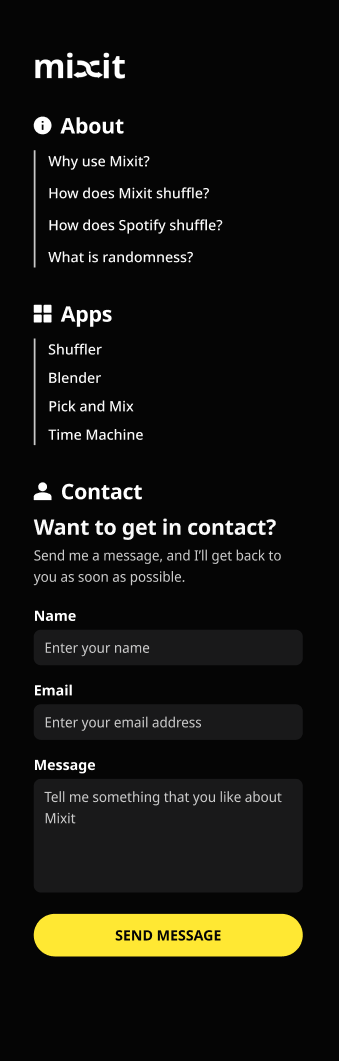 mixit
About
Why use Mixit?
How does Mixit shuffle?
How does Spotify shuffle?
What is randomness?
Apps
Shuffler
Blender
Pick and Mix
Time Machine
Contact
Want to get in contact?
Send me a message, and I'll get back to
you as soon as possible.
Name
Enter your name
Email
Enter your email address
Message
Tell me something that you like about
Mixit
SEND MESSAGE